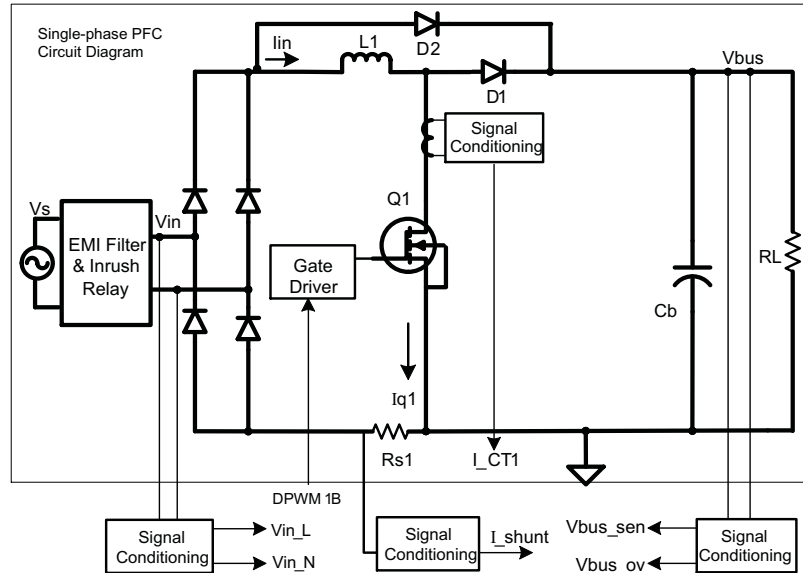 Single-phase PFC
Circuit Diagram
Iin
L1
D2
D1
Vbus
Signal
Conditioning
Q1
Vs
Vin
EMI Filter
& Inrush
Relay
Gate
Driver
RL
Cb
Iq1
Rs1
I_CT1
DPWM 1B
Signal
Conditioning
Vin_L
Vin_N
Signal
Conditioning
I_shunt
Vbus_sen
Vbus_ov
Signal
Conditioning